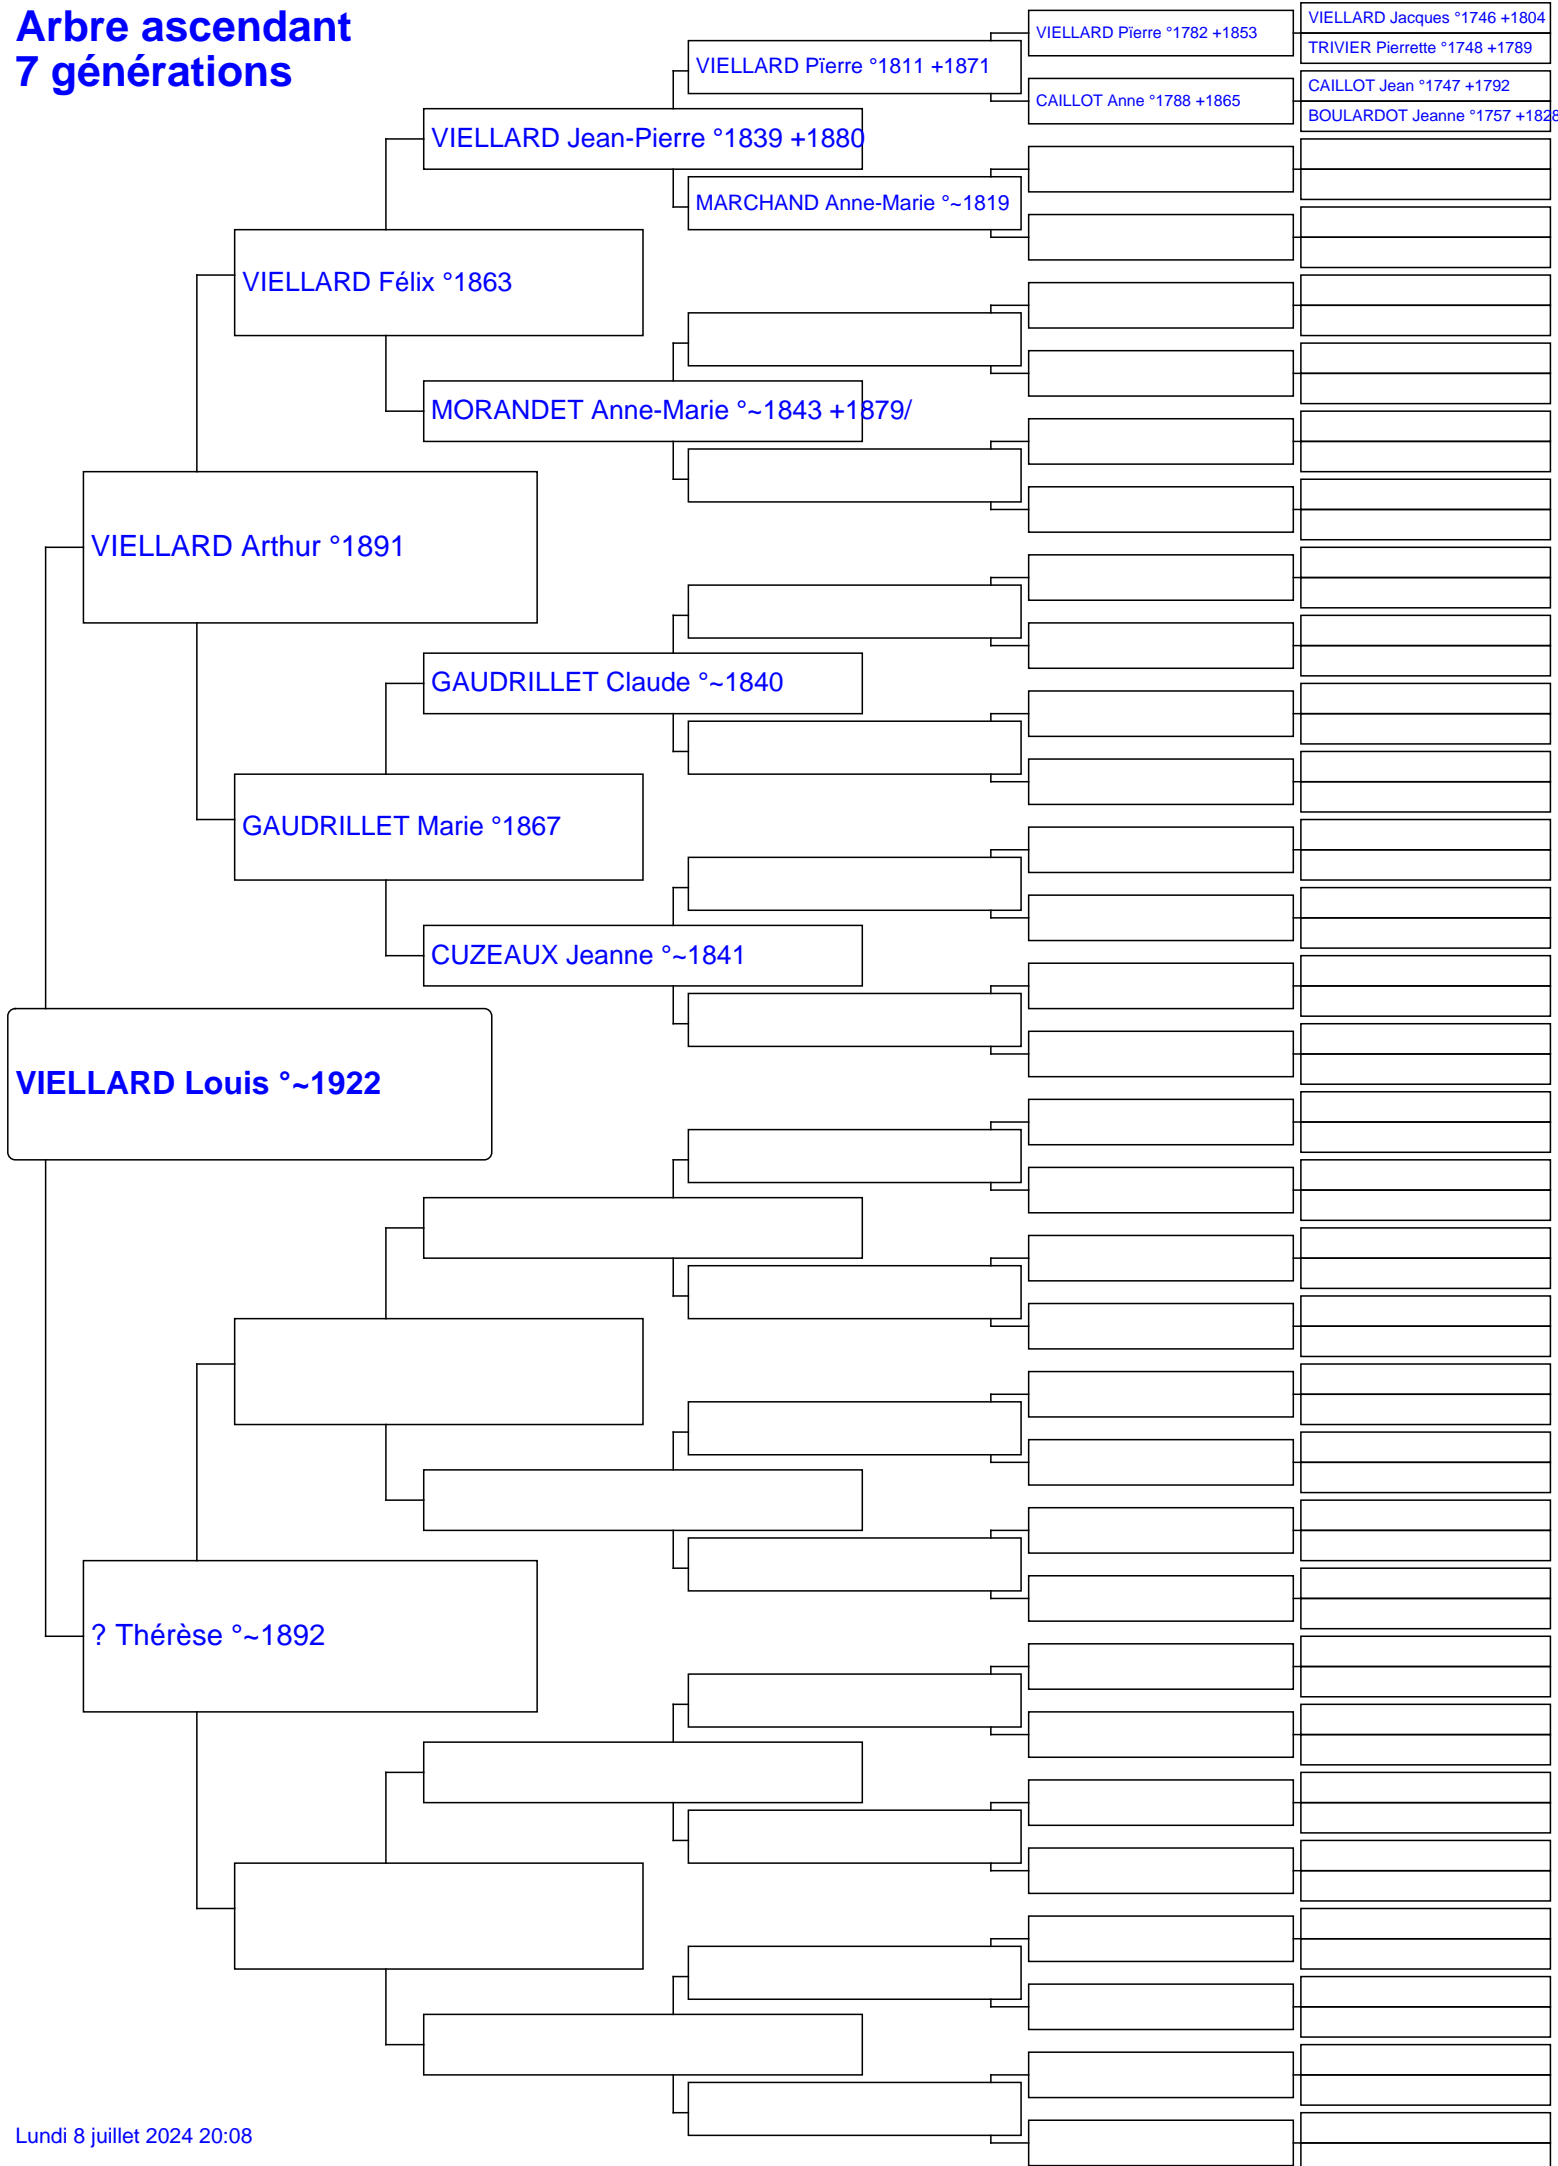 Arbre ascendant
7 générations
VIELLARD Jacques °1746 +1804
VIELLARD Pïerre °1782 +1853
TRIVIER Pierrette °1748 +1789
VIELLARD Pïerre °1811 +1871
CAILLOT Jean °1747 +1792
CAILLOT Anne °1788 +1865
BOULARDOT Jeanne °1757 +1828
VIELLARD Jean-Pierre °1839 +1880
MARCHAND Anne-Marie °~1819
VIELLARD Félix °1863
MORANDET Anne-Marie °~1843 +1879/
VIELLARD Arthur °1891
GAUDRILLET Claude °~1840
GAUDRILLET Marie °1867
CUZEAUX Jeanne °~1841
VIELLARD Louis °~1922
? Thérèse °~1892
Lundi 8 juillet 2024 20:08